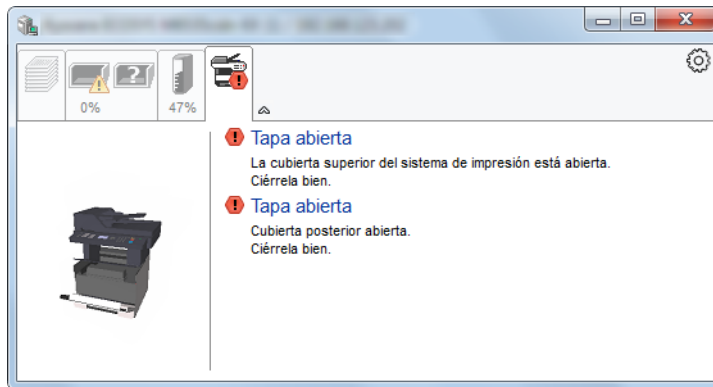 0%
?
47%
Tapa abierta
La cubierta superior del sistema de impresión está abierta.
Ciérrela bien.
Tapa abierta
Cubierta posterior abierta.
Ciérrela bien.